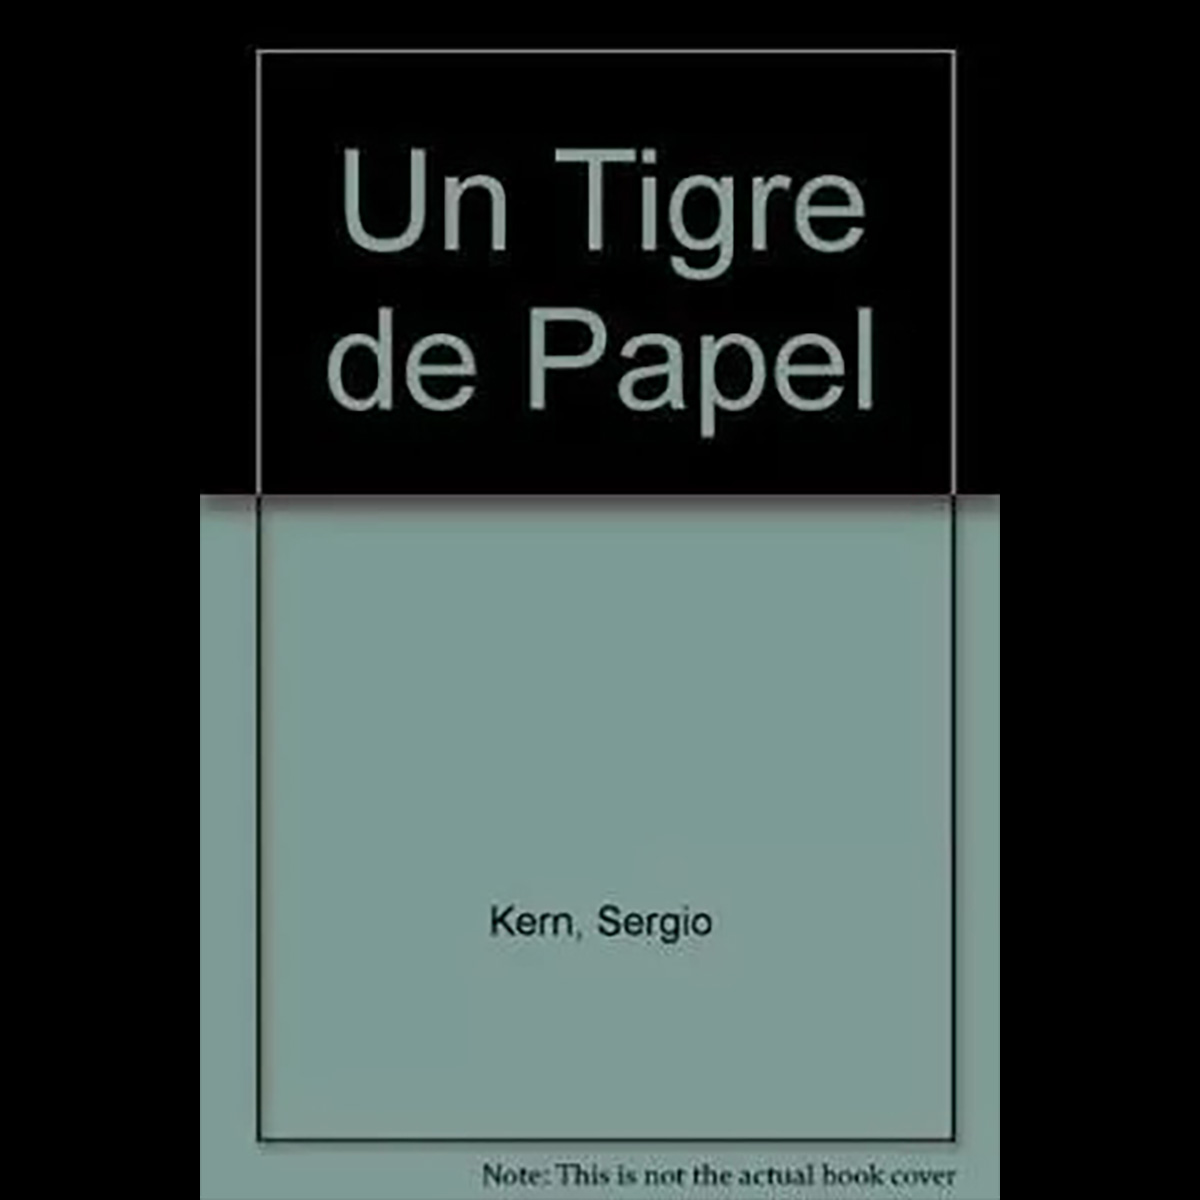 Un Tigre
de Papel
Kern, Sergio
Note: This is not the actual book cover